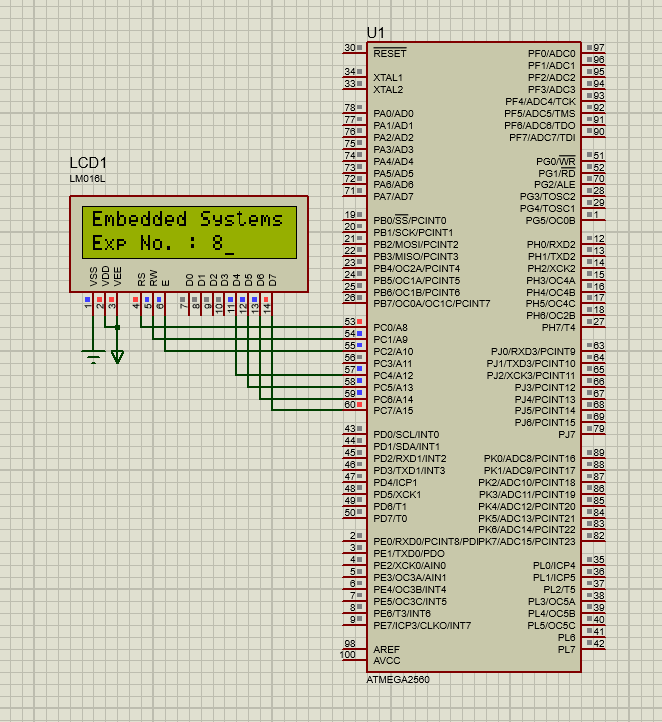 U1
LCD1
LM016L
Embedded Systems
Exp No. : 8_
VSS VDD VEE RS RW E D0 D1 D2 D3 D4 D5 D6 D7
1 2 3 4 5 6 7 8 9 10 11 12 13 14
30 RESET PF0/ADC0 97
PF1/ADC1 96
34 XTAL1 PF2/ADC2 95
33 XTAL2 PF3/ADC3 94
PF4/ADC4/TCK 93
78 PA0/AD0 PF5/ADC5/TMS 92
77 PA1/AD1 PF6/ADC6/TDO 91
76 PA2/AD2 PF7/ADC7/TDI 90
75 PA3/AD3
74 PA4/AD4 PG0/WR 51
73 PA5/AD5 PG1/RD 52
72 PA6/AD6 PG2/ALE 70
71 PA7/AD7 PG3/TOSC2 28
PG4/TOSC1 29
19 PB0/SS/PCINT0 PG5/OC0B 1
20 PB1/SCK/PCINT1
21 PB2/MOSI/PCINT2 PH0/RXD2 12
22 PB3/MISO/PCINT3 PH1/TXD2 13
23 PB4/OC2A/PCINT4 PH2/XCK2 14
24 PB5/OC1A/PCINT5 PH3/OC4A 15
25 PB6/OC1B/PCINT6 PH4/OC4B 16
26 PB7/OC0A/OC1C/PCINT7 PH5/OC4C 17
PH6/OC2B 18
53 PC0/A8 PH7/T4 27
54 PC1/A9
55 PC2/A10 PJ0/RXD3/PCINT9 63
56 PC3/A11 PJ1/TXD3/PCINT10 64
57 PC4/A12 PJ2/XCK3/PCINT11 65
58 PC5/A13 PJ3/PCINT12 66
59 PC6/A14 PJ4/PCINT13 67
60 PC7/A15 PJ5/PCINT14 68
PJ6/PCINT15 69
43 PD0/SCL/INT0 PJ7 79
44 PD1/SDA/INT1
45 PD2/RXD1/INT2 PK0/ADC8/PCINT16 89
46 PD3/TXD1/INT3 PK1/ADC9/PCINT17 88
47 PD4/ICP1 PK2/ADC10/PCINT18 87
48 PD5/XCK1 PK3/ADC11/PCINT19 86
49 PD6/T1 PK4/ADC12/PCINT20 85
50 PD7/T0 PK5/ADC13/PCINT21 84
PK6/ADC14/PCINT22 83
2 PE0/RXD0/PCINT8/PDIPK7/ADC15/PCINT23 82
3 PE1/TXD0/PDO
4 PE2/XCK0/AIN0 PL0/ICP4 35
5 PE3/OC3A/AIN1 PL1/ICP5 36
6 PE4/OC3B/INT4 PL2/T5 37
7 PE5/OC3C/INT5 PL3/OC5A 38
8 PE6/T3/INT6 PL4/OC5B 39
9 PE7/ICP3/CLKO/INT7 PL5/OC5C 40
PL6 41
98 AREF PL7 42
100 AVCC
ATMEGA2560